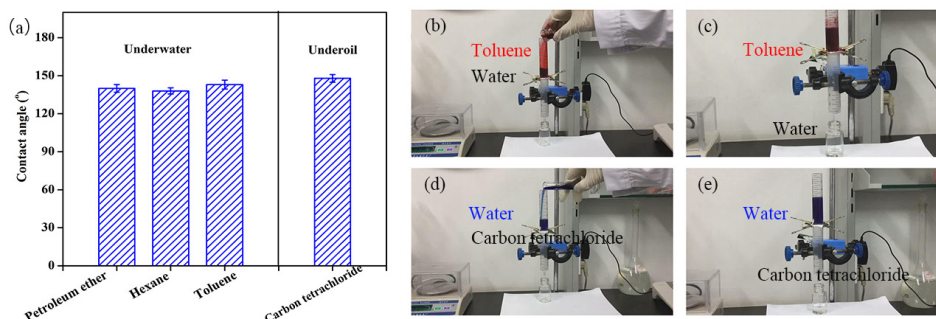 (a)
180
150
120
90
60
30
0
Contact angle (°)
Underwater
Underoil
Petroleum ether
Hexane
Toluene
Carbon tetrachloride
(b)
Toluene
Water
(c)
Toluene
Water
(d)
Water
Carbon tetrachloride
(e)
Water
Carbon tetrachloride